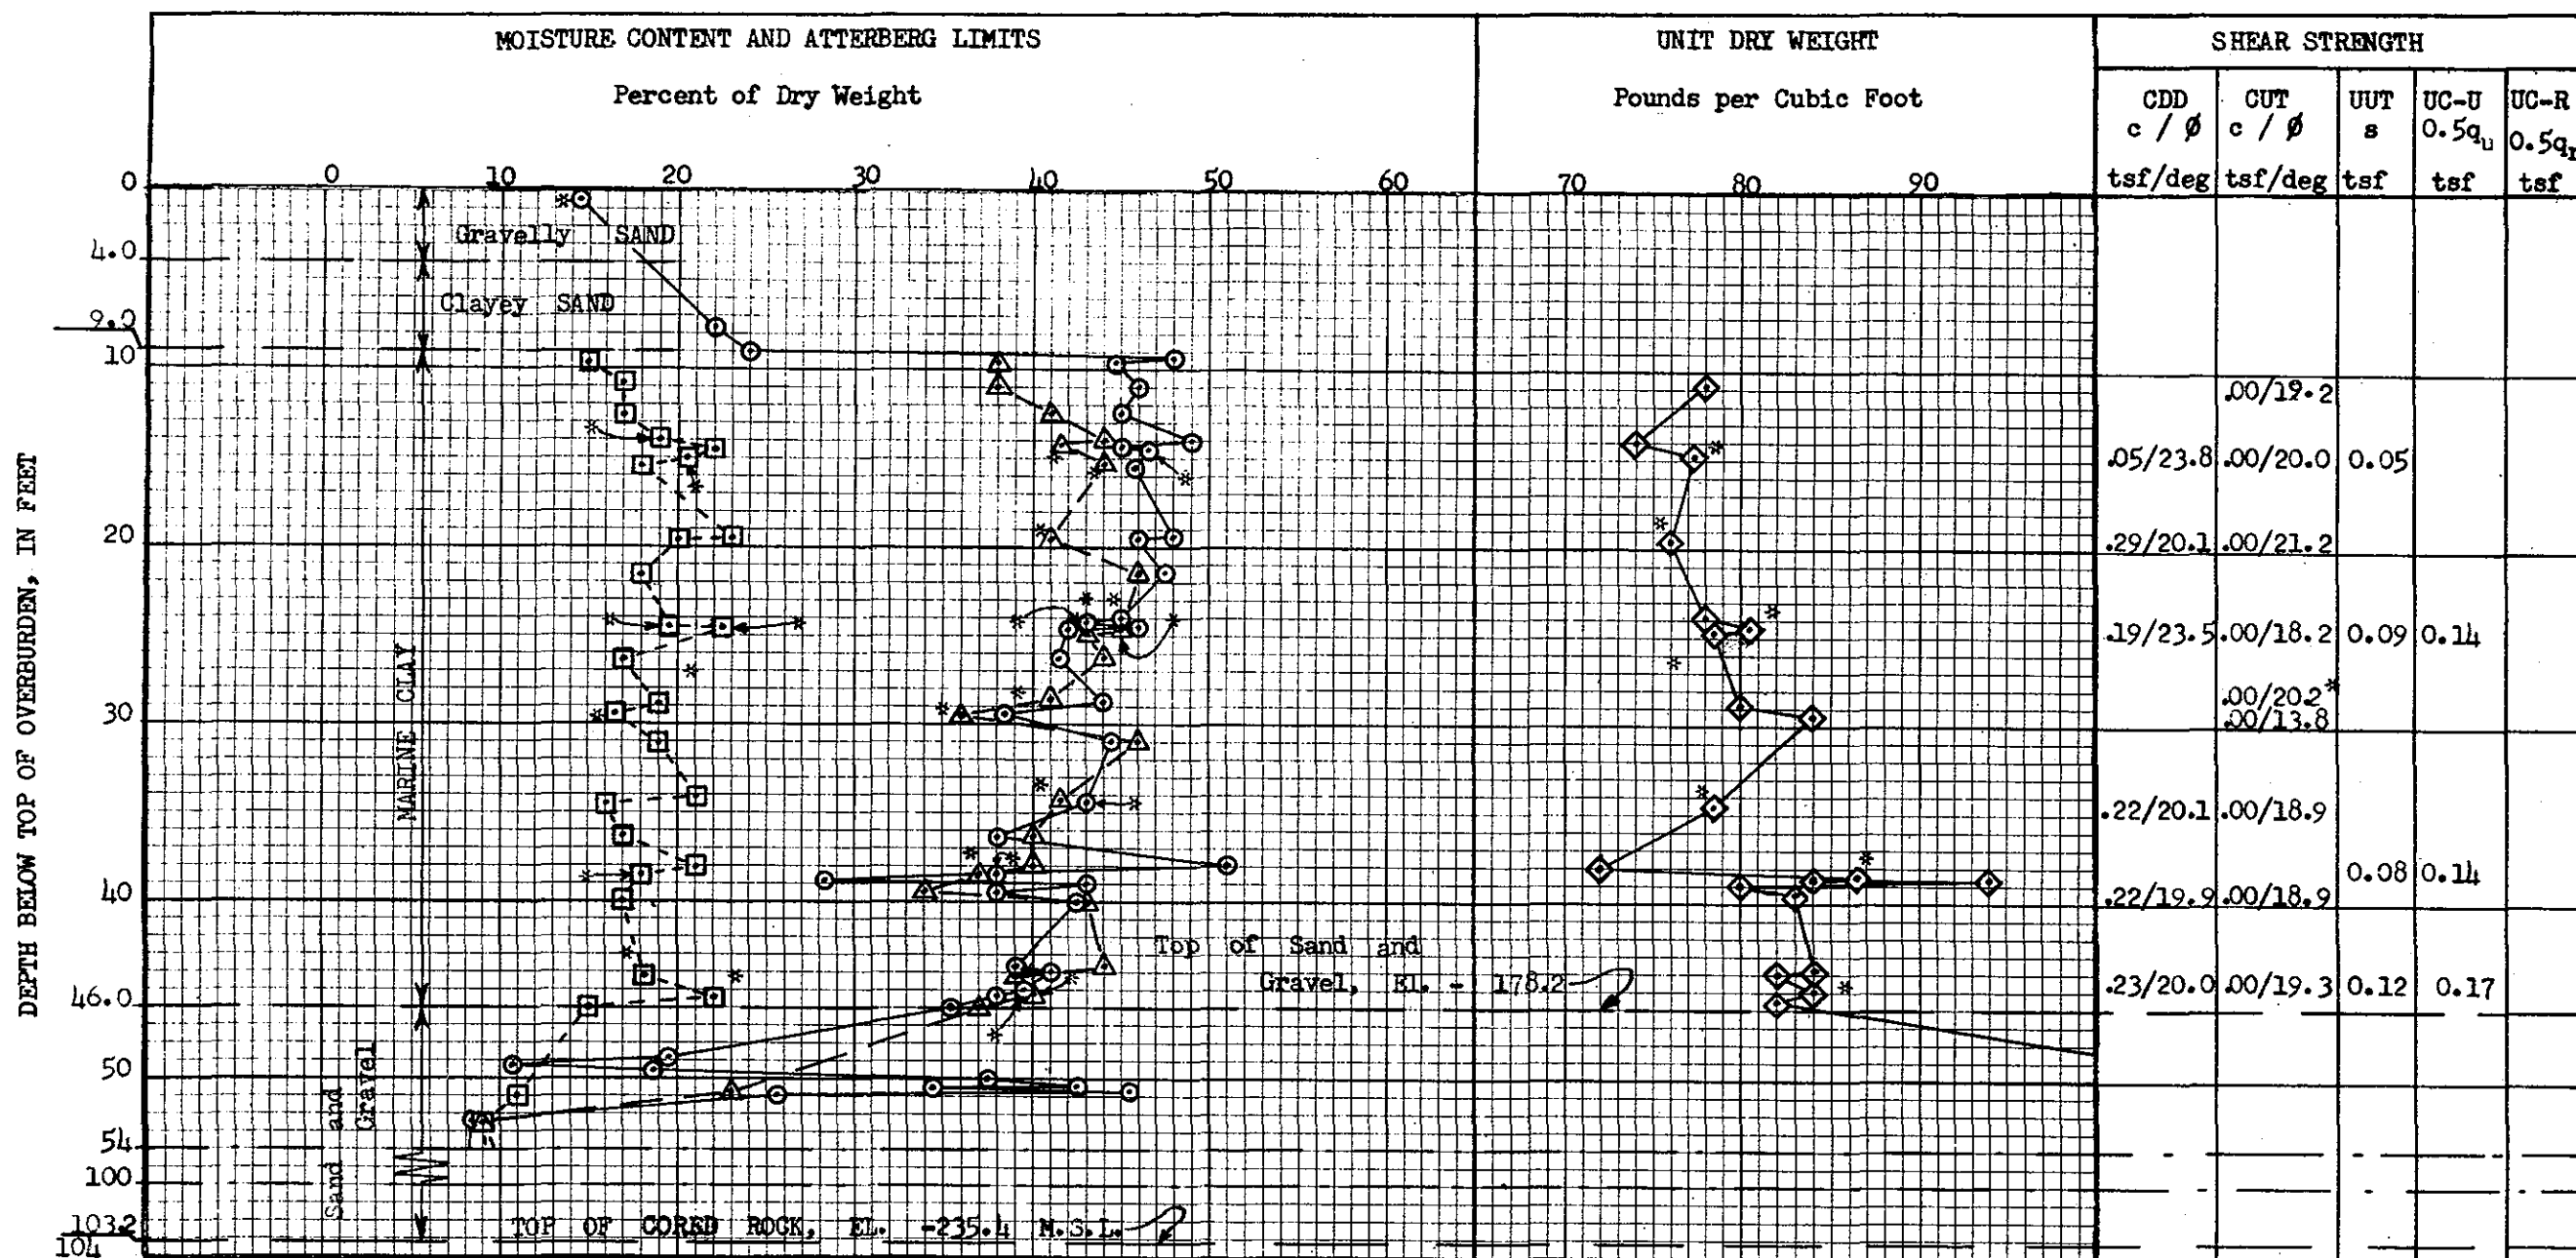 MOISTURE CONTENT AND ATTERBERG LIMITS
Percent of Dry Weight
UNIT DRY WEIGHT
Pounds per Cubic Foot
SHEAR STRENGTH
CDD CUT UUT UC-U UC-R
c / Ø c / Ø s 0.5qu 0.5qr
tsf/deg tsf/deg tsf tsf tsf
0 10 20 30 40 50 60 70 80 90
DEPTH BELOW TOP OF OVERBURDEN, IN FEET
0
4.0
9.0
10
20
30
40
46.0
50
54
100
103.2
104
Gravelly SAND
Clayey SAND
MARINE CLAY
Sand and Gravel
Top of Sand and
Gravel, El. - 178.2
TOP OF CORED ROCK, EL. -235.4 M.S.L.
.00/19.2
.05/23.8 .00/20.0 0.05
.29/20.1 .00/21.2
.19/23.5 .00/18.2 0.09 0.14
.00/20.2*
.00/13.8
.22/20.1 .00/18.9
0.08 0.14
.22/19.9 .00/18.9
.23/20.0 .00/19.3 0.12 0.17